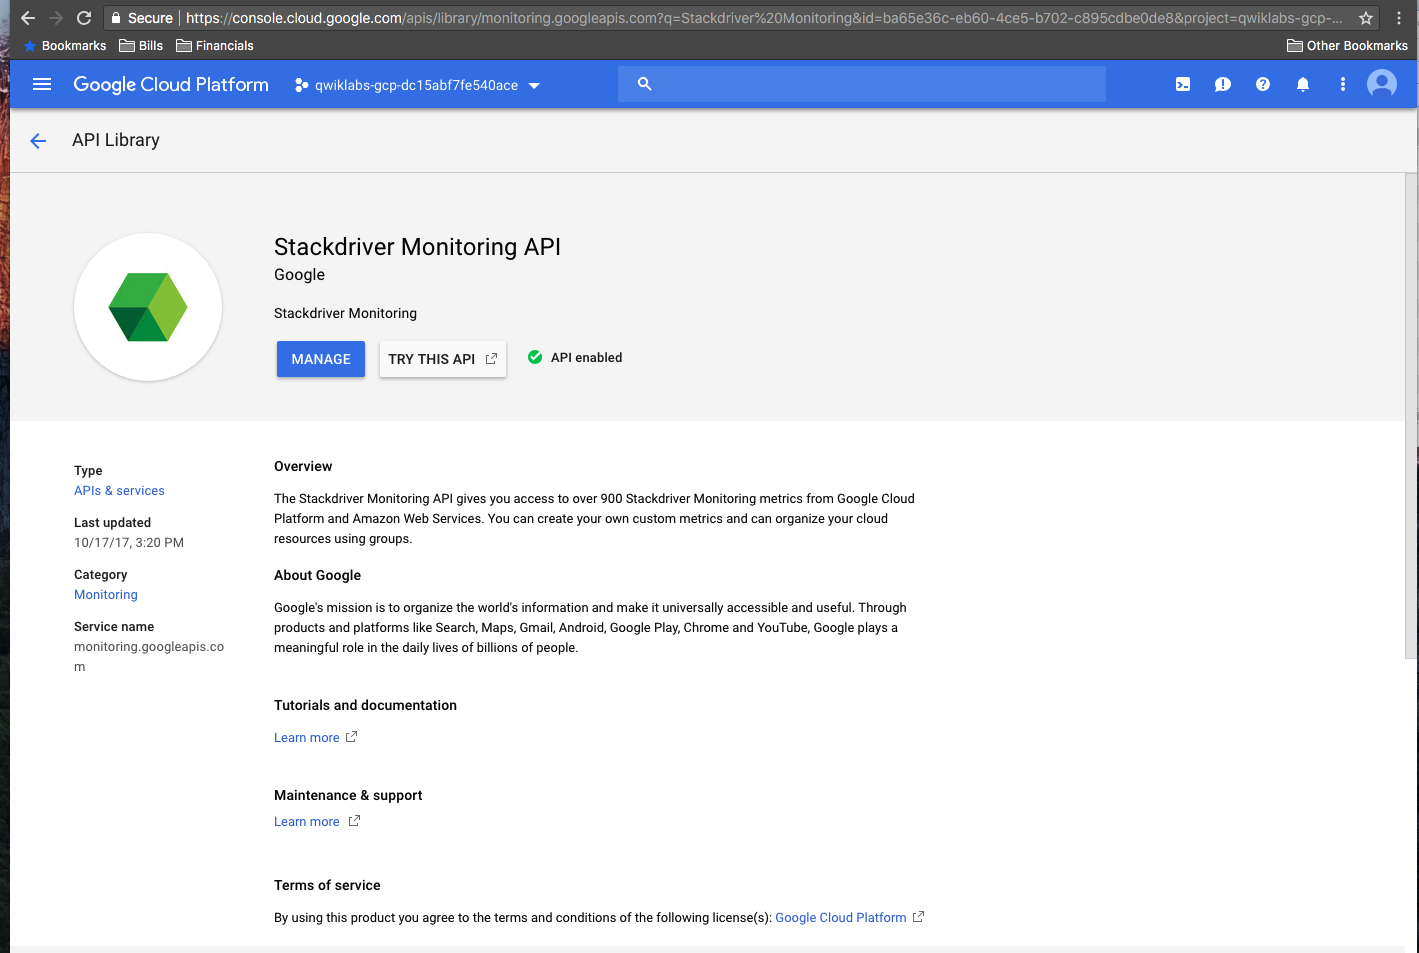 Secure https://console.cloud.google.com/apis/library/monitoring.googleapis.com?q=Stackdriver%20Monitoring&id=ba65e36c-eb60-4ce5-b702-c895cdbe0de8&project=qwiklabs-gcp-...
Bookmarks Bills Financials Other Bookmarks
Google Cloud Platform qwiklabs-gcp-dc15abf7fe540ace
API Library
Stackdriver Monitoring API
Google
Stackdriver Monitoring
MANAGE TRY THIS API API enabled
Type
APIs & services
Last updated
10/17/17, 3:20 PM
Category
Monitoring
Service name
monitoring.googleapis.co
m
Overview
The Stackdriver Monitoring API gives you access to over 900 Stackdriver Monitoring metrics from Google Cloud
Platform and Amazon Web Services. You can create your own custom metrics and can organize your cloud
resources using groups.
About Google
Google's mission is to organize the world's information and make it universally accessible and useful. Through
products and platforms like Search, Maps, Gmail, Android, Google Play, Chrome and YouTube, Google plays a
meaningful role in the daily lives of billions of people.
Tutorials and documentation
Learn more
Maintenance & support
Learn more
Terms of service
By using this product you agree to the terms and conditions of the following license(s): Google Cloud Platform